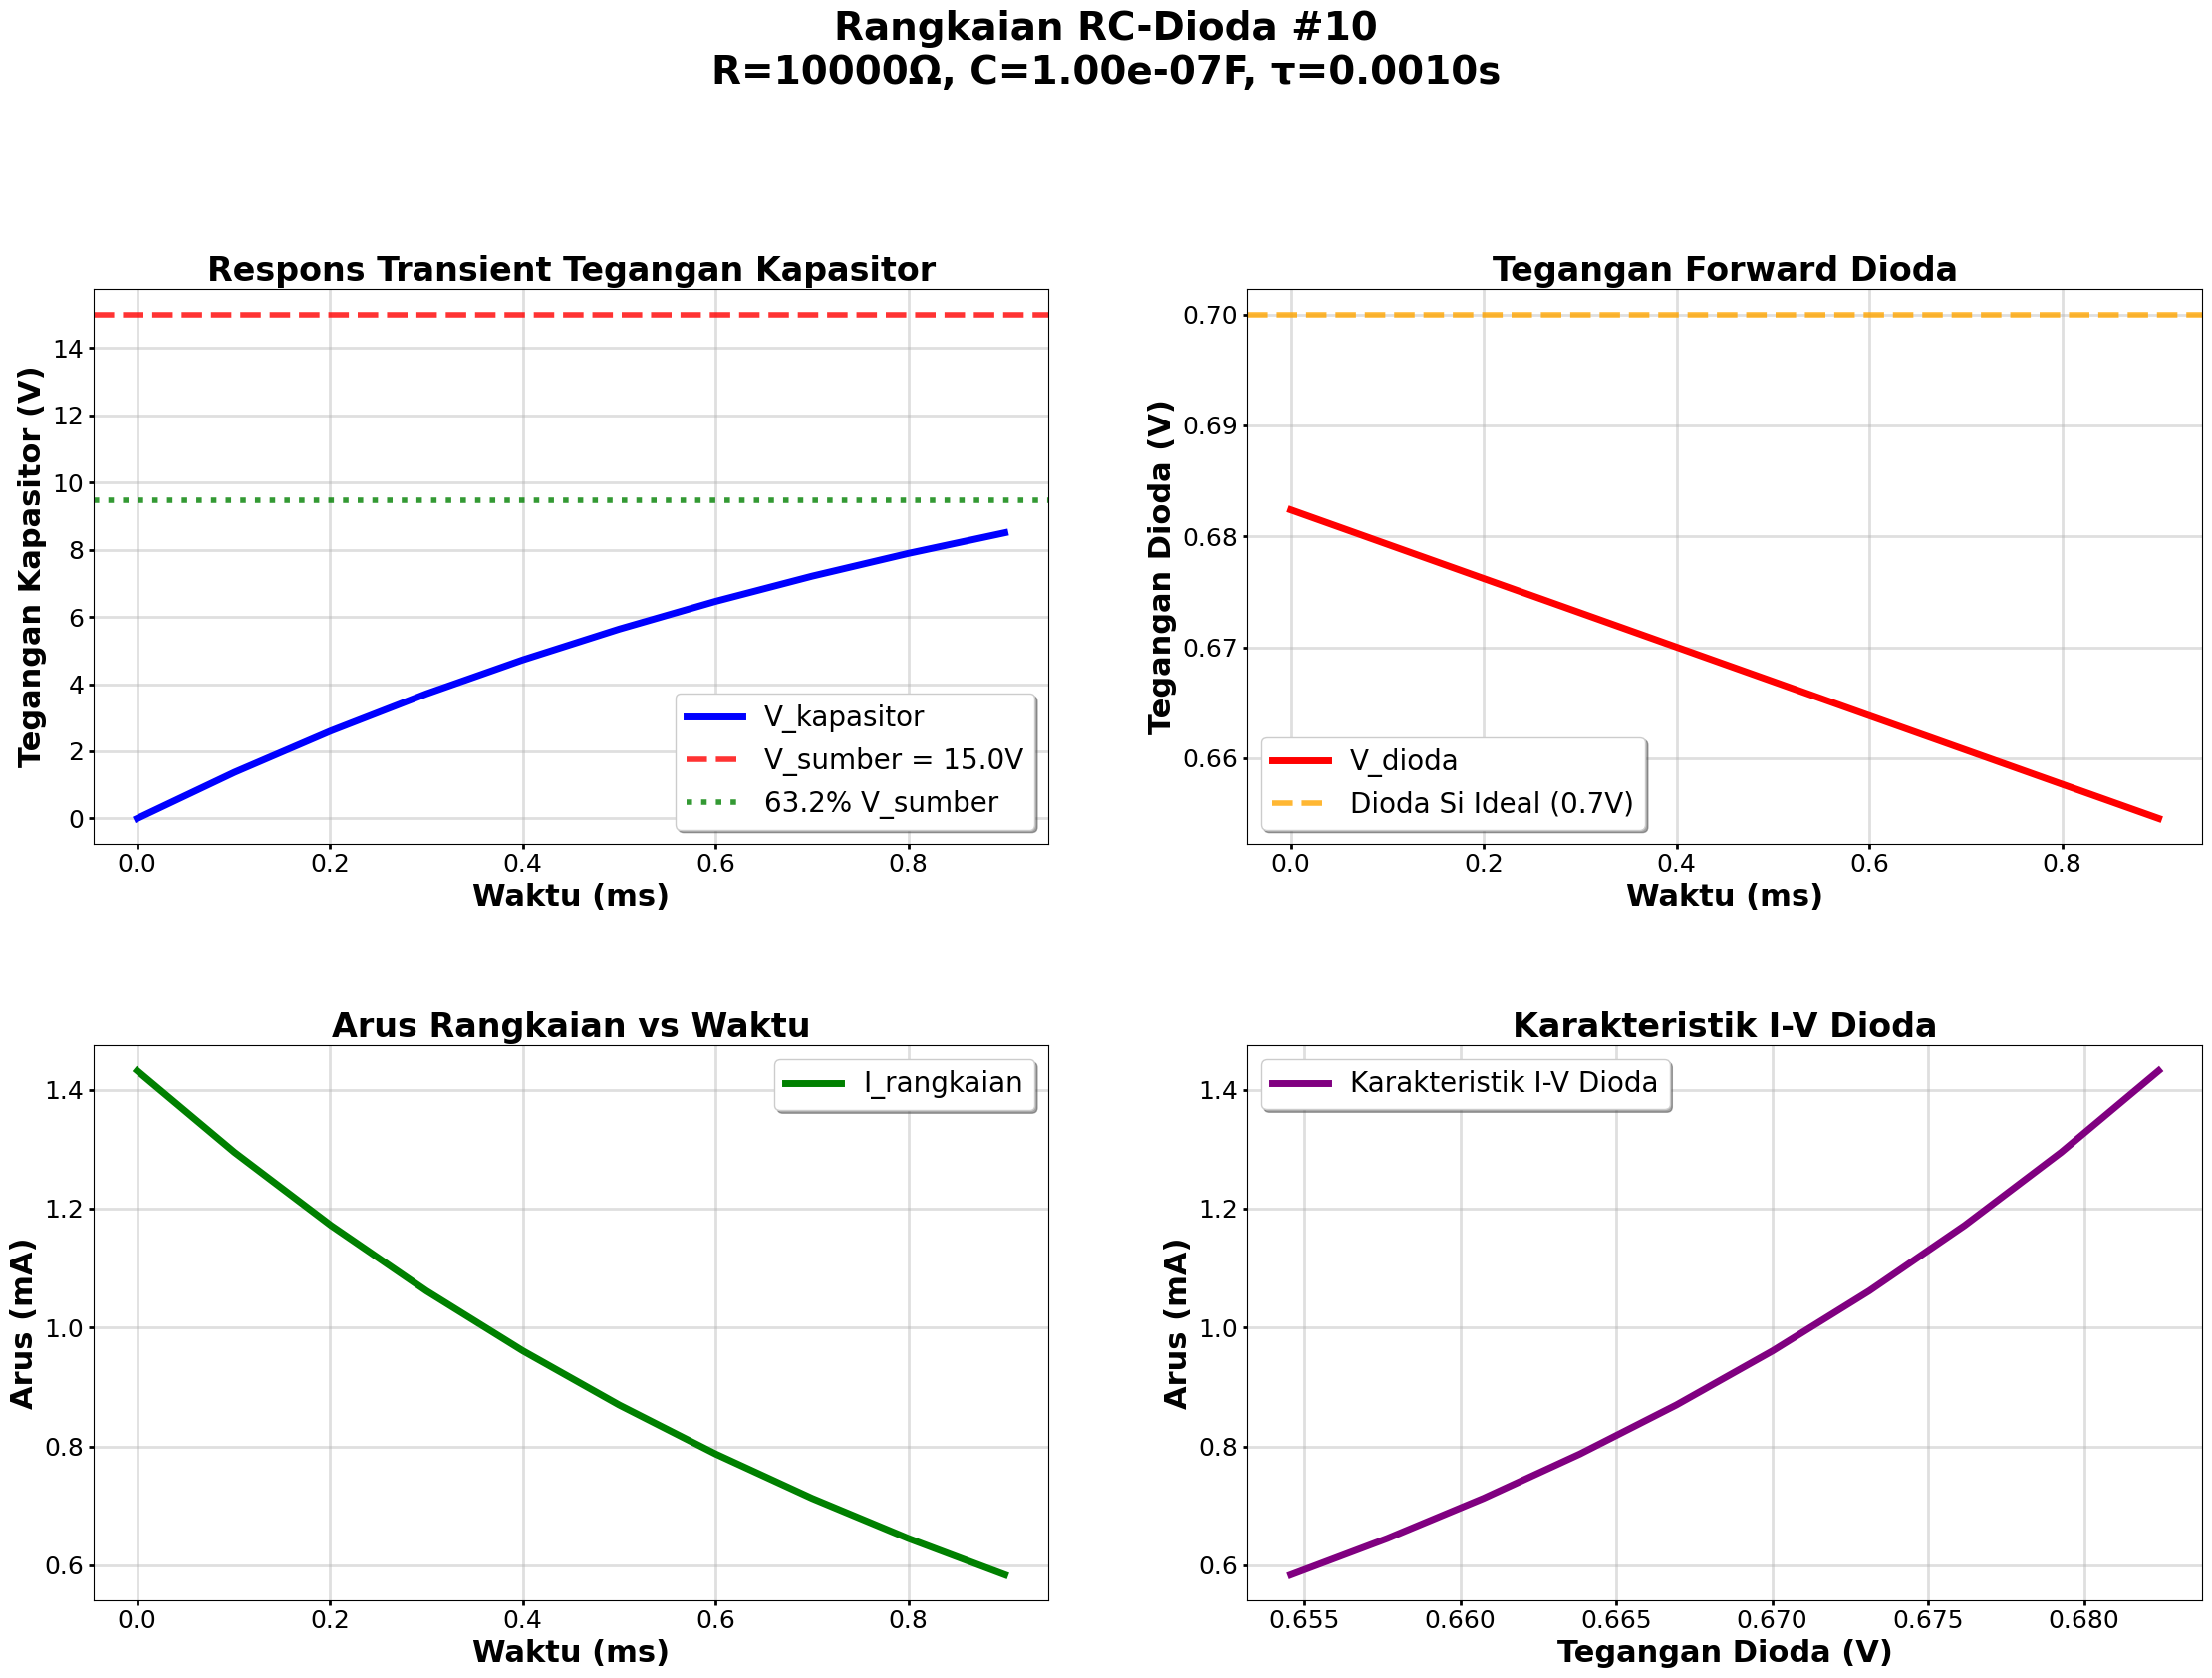 Rangkaian RC-Dioda #10
R=10000Ω, C=1.00e-07F, τ=0.0010s
Respons Transient Tegangan Kapasitor
Tegangan Kapasitor (V)
14
12
10
8
6
4
2
0
V_kapasitor
V_sumber = 15.0V
63.2% V_sumber
0.0 0.2 0.4 0.6 0.8
Waktu (ms)
Tegangan Forward Dioda
Tegangan Dioda (V)
0.70
0.69
0.68
0.67
0.66
V_dioda
Dioda Si Ideal (0.7V)
0.0 0.2 0.4 0.6 0.8
Waktu (ms)
Arus Rangkaian vs Waktu
Arus (mA)
1.4
1.2
1.0
0.8
0.6
I_rangkaian
0.0 0.2 0.4 0.6 0.8
Waktu (ms)
Karakteristik I-V Dioda
Arus (mA)
1.4
1.2
1.0
0.8
0.6
Karakteristik I-V Dioda
0.655 0.660 0.665 0.670 0.675 0.680
Tegangan Dioda (V)